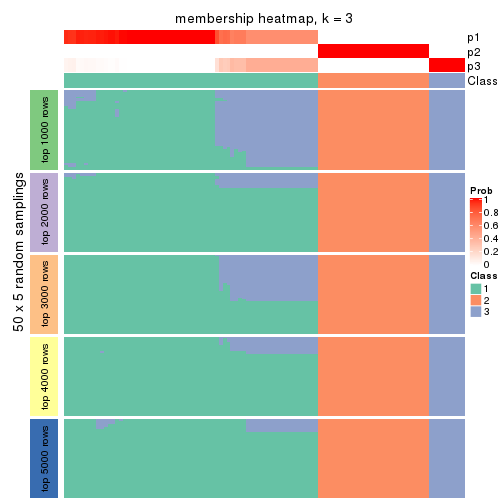 membership heatmap, k = 3
p1
p2
p3
Class
50 x 5 random samplings
top 1000 rows
top 2000 rows
top 3000 rows
top 4000 rows
top 5000 rows
Prob
1
0.8
0.6
0.4
0.2
0
Class
1
2
3